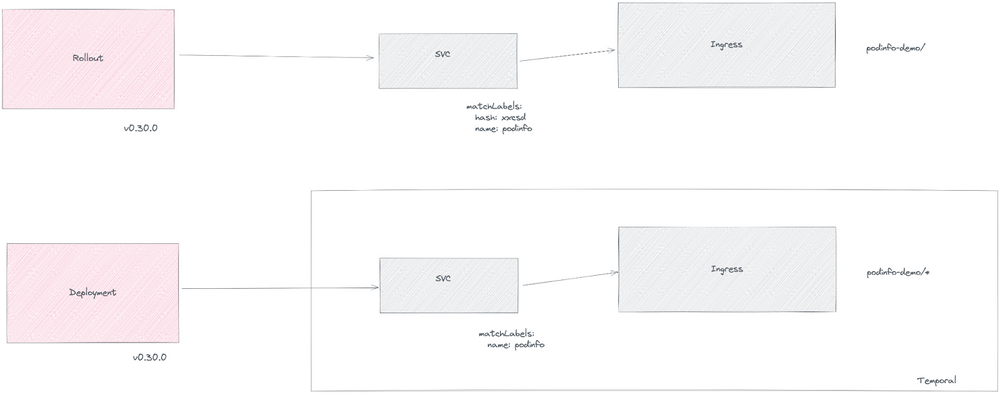 Rollout
SVC
Ingress
podinfo-demo/
matchLabels:
hash: xxcsd
name: podinfo
v0.30.0
Deployment
SVC
Ingress
podinfo-demo/*
matchLabels:
name: podinfo
v0.30.0
Temporal